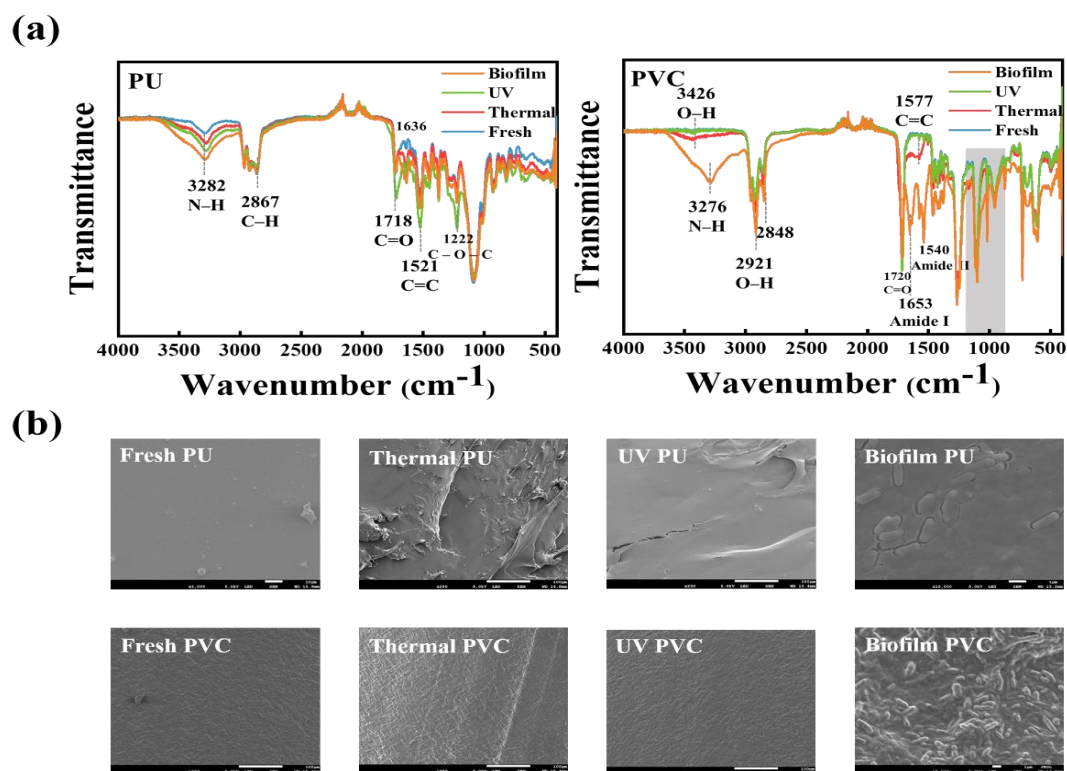 (a)
PU
Biofilm
UV
Thermal
Fresh
1636
3282
N–H
2867
C–H
1718
C=O
1222
C – O – C
1521
C=C
Transmittance
4000 3500 3000 2500 2000 1500 1000 400
Wavenumber (cm-1)
PVC
Biofilm
UV
Thermal
Fresh
3426
O–H
1577
C=C
3276
N–H
2848
2921
O–H
1540
Amide II
1720
C=O
1653
Amide I
Transmittance
4000 3500 3000 2500 2000 1500 1000 400
Wavenumber (cm-1)
(b)
Fresh PU
Thermal PU
UV PU
Biofilm PU
Fresh PVC
Thermal PVC
UV PVC
Biofilm PVC